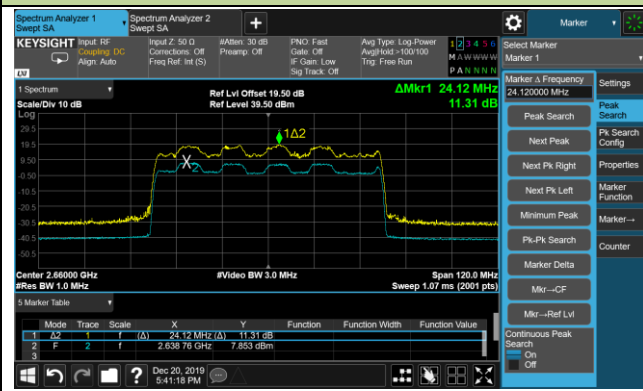 Spectrum Analyzer 1
Swept SA
Spectrum Analyzer 2
Swept SA
+
Marker
KEYSIGHT
Input: RF
Coupling: DC
Align: Auto
Input Z: 50 Ω
Corrections: Off
Freq Ref: Int (S)
#Atten: 30 dB
Preamp: Off
PNO: Fast
Gate: Off
IF Gain: Low
Sig Track: Off
Avg Type: Log-Power
Avg|Hold >100/100
Trig: Free Run
1 2 3 4 5 6
M A W W W W
P A N N N N
LXI
Select Marker
Marker 1
Marker Δ Frequency
24.120000 MHz
Settings
Peak Search
Next Peak
Next Pk Right
Next Pk Left
Minimum Peak
Pk-Pk Search
Marker Delta
Mkr→CF
Mkr→Ref Lvl
Continuous Peak
Search
On
Off
Peak
Search
Pk Search
Config
Properties
Marker
Function
Marker→
Counter
1 Spectrum
Scale/Div 10 dB
Ref Lvl Offset 19.50 dB
Ref Level 39.50 dBm
ΔMkr1 24.12 MHz
11.31 dB
Log
29.5
19.5
9.50
-0.50
-10.5
-20.5
-30.5
-40.5
-50.5
1Δ2
X2
Center 2.66000 GHz
#Res BW 1.0 MHz
#Video BW 3.0 MHz
Span 120.0 MHz
Sweep 1.07 ms (2001 pts)
5 Marker Table
Mode Trace Scale X Y Function Function Width Function Value
1 Δ2 1 f (Δ) 24.12 MHz (Δ) 11.31 dB
2 F 2 f 2.638 76 GHz 7.853 dBm
3
?
Dec 20, 2019
5:41:18 PM